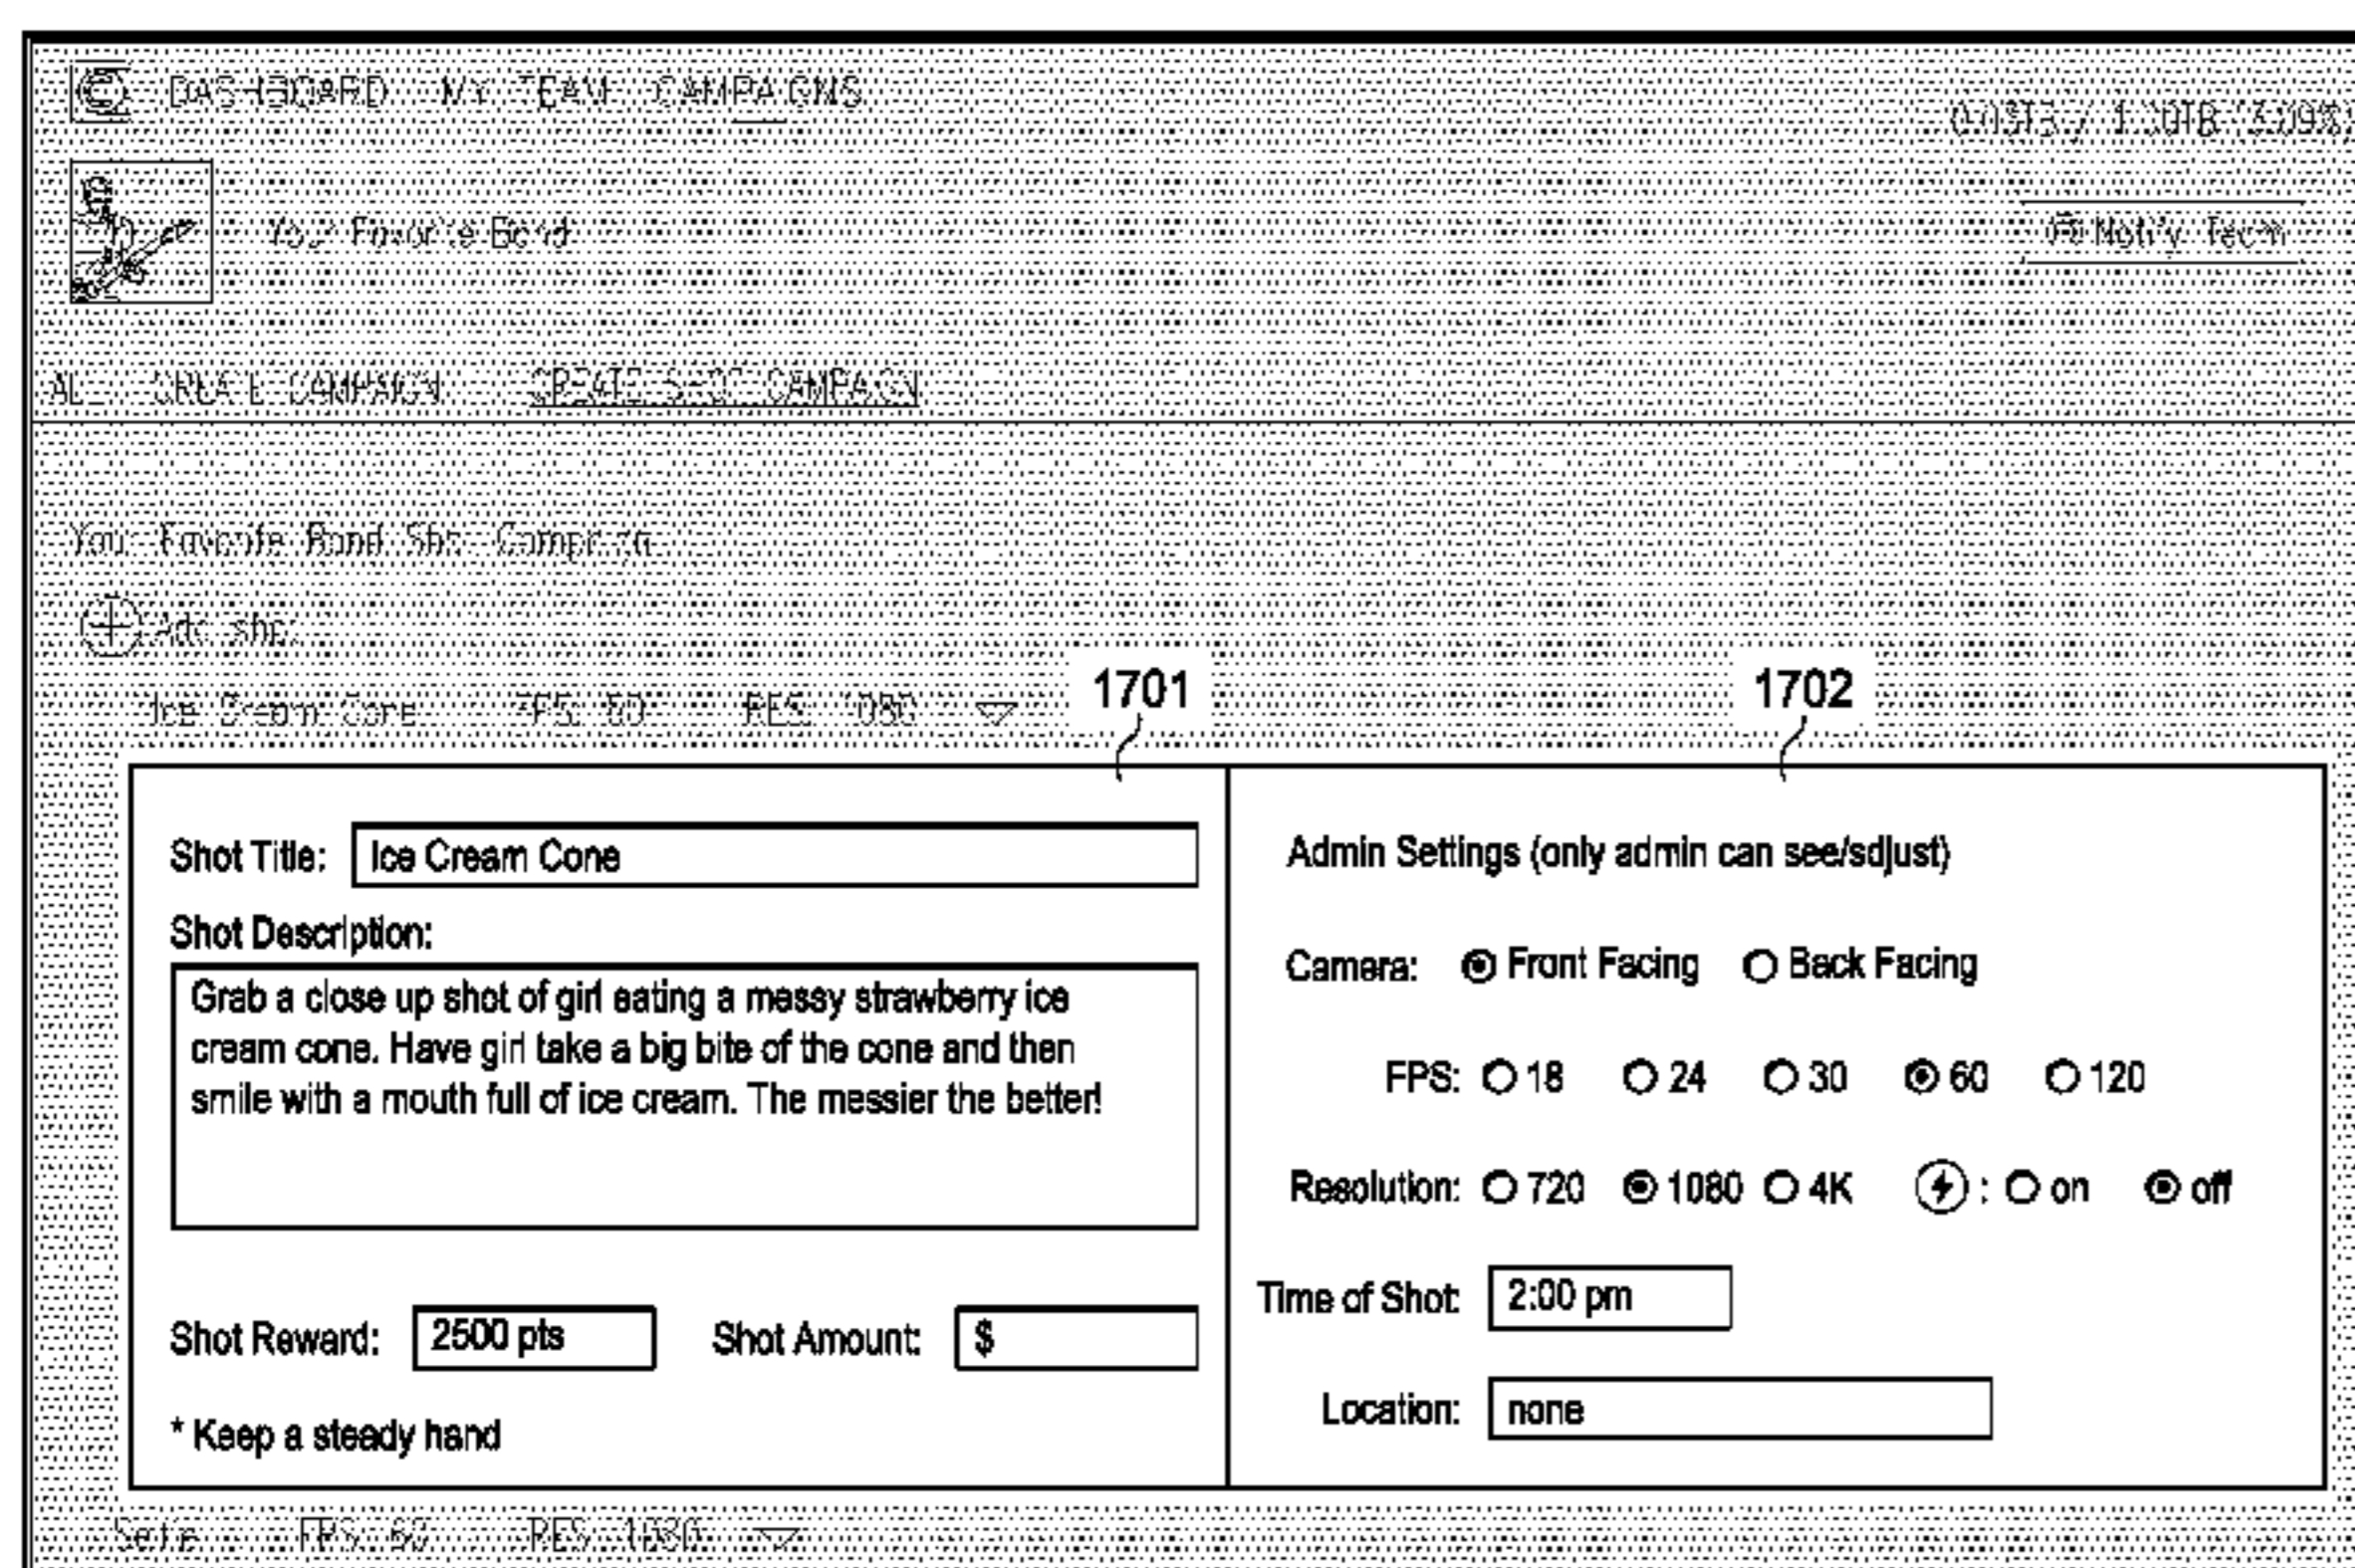 DASHBOARD MY TEAM CAMPAIGNS
1.00TB (3.09%)
Your Favorite Band
Notify Team
ALL CREATE CAMPAIGN CREATE SHOT CAMPAIGN
Your Favorite Band Shot Campaign
Add shot
Ice Cream Cone FPS: 60 RES: 1080
1701
1702
Shot Title: Ice Cream Cone
Shot Description:
Grab a close up shot of girl eating a messy strawberry ice
cream cone. Have girl take a big bite of the cone and then
smile with a mouth full of ice cream. The messier the better!
Shot Reward: 2500 pts Shot Amount: $
* Keep a steady hand
Admin Settings (only admin can see/sdjust)
Camera: Front Facing Back Facing
FPS: 18 24 30 60 120
Resolution: 720 1080 4K : on off
Time of Shot: 2:00 pm
Location: none
Selfie FPS: 60 RES: 1080